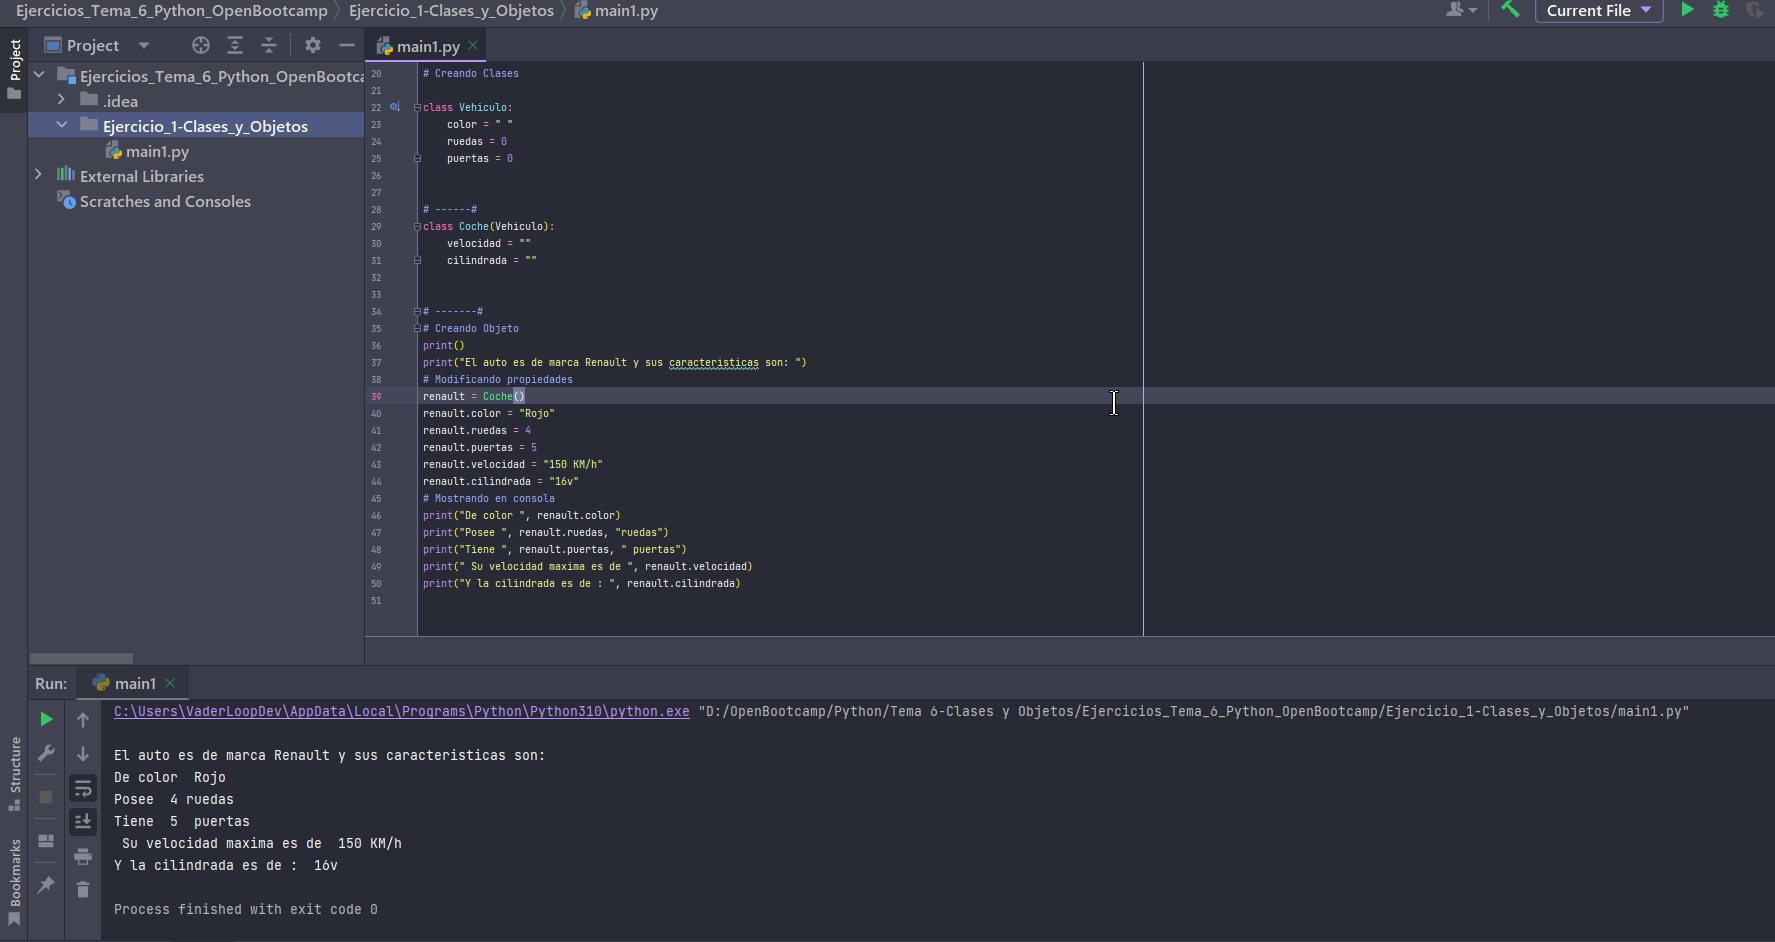 Ejercicios_Tema_6_Python_OpenBootcamp Ejercicio_1-Clases_y_Objetos main1.py
Current File
Project
Project
main1.py
Ejercicios_Tema_6_Python_OpenBootca
.idea
Ejercicio_1-Clases_y_Objetos
main1.py
External Libraries
Scratches and Consoles
20 # Creando Clases
21
22 class Vehiculo:
23 color = " "
24 ruedas = 0
25 puertas = 0
26
27
28 # ------#
29 class Coche(Vehiculo):
30 velocidad = ""
31 cilindrada = ""
32
33
34 # -------#
35 # Creando Objeto
36 print()
37 print("El auto es de marca Renault y sus caracteristicas son: ")
38 # Modificando propiedades
39 renault = Coche()
40 renault.color = "Rojo"
41 renault.ruedas = 4
42 renault.puertas = 5
43 renault.velocidad = "150 KM/h"
44 renault.cilindrada = "16v"
45 # Mostrando en consola
46 print("De color ", renault.color)
47 print("Posee ", renault.ruedas, "ruedas")
48 print("Tiene ", renault.puertas, " puertas")
49 print(" Su velocidad maxima es de ", renault.velocidad)
50 print("Y la cilindrada es de : ", renault.cilindrada)
51
Run: main1
C:\Users\VaderLoopDev\AppData\Local\Programs\Python\Python310\python.exe "D:/OpenBootcamp/Python/Tema 6-Clases y Objetos/Ejercicios_Tema_6_Python_OpenBootcamp/Ejercicio_1-Clases_y_Objetos/main1.py"
El auto es de marca Renault y sus caracteristicas son:
De color  Rojo
Posee  4 ruedas
Tiene  5  puertas
 Su velocidad maxima es de  150 KM/h
Y la cilindrada es de :  16v
Process finished with exit code 0
Structure
Bookmarks